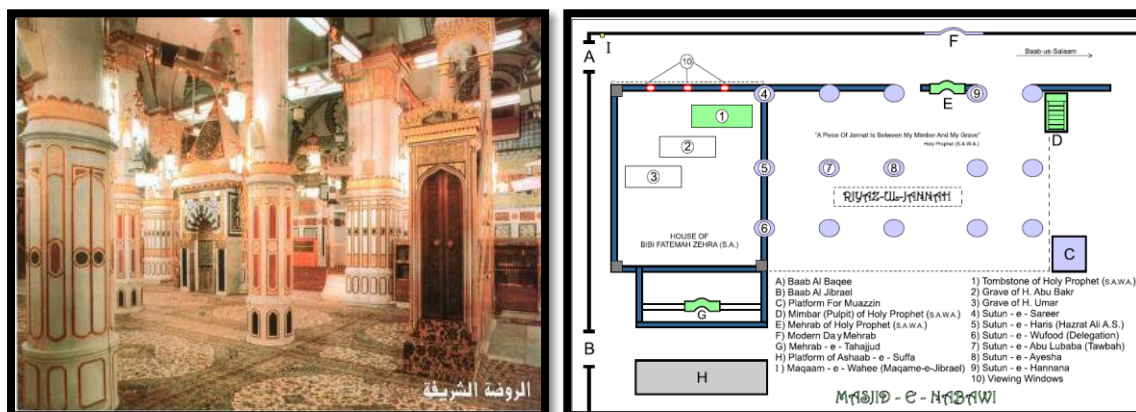 الروضة الشريفة
I
F
A
Baab-us-Salaam
10
4
9
E
1
D
"A Piece Of Jannat Is Between My Mimber And My Grave"
Holy Prophet (S.A.W.A.)
2
3
5
7
8
RIYAZ-UL-JANNAH
6
HOUSE OF
BIBI FATEMAH ZEHRA (S.A.)
C
G
B
H
A) Baab Al Baqee
B) Baab Al Jibrael
C) Platform For Muazzin
D) Mimbar (Pulpit) of Holy Prophet (S.A.W.A.)
E) Mehrab of Holy Prophet (S.A.W.A.)
F) Modern Day Mehrab
G) Mehrab - e - Tahajjud
H) Platform of Ashaab - e - Suffa
I ) Maqaam - e - Wahee (Maqame-e-Jibrael)
1) Tombstone of Holy Prophet (S.A.W.A.)
2) Grave of H. Abu Bakr
3) Grave of H. Umar
4) Sutun - e - Sareer
5) Sutun - e - Haris (Hazrat Ali A.S.)
6) Sutun - e - Wufood (Delegation)
7) Sutun - e - Abu Lubaba (Tawbah)
8) Sutun - e - Ayesha
9) Sutun - e - Hannana
10) Viewing Windows
MASJID - E - NABAWI